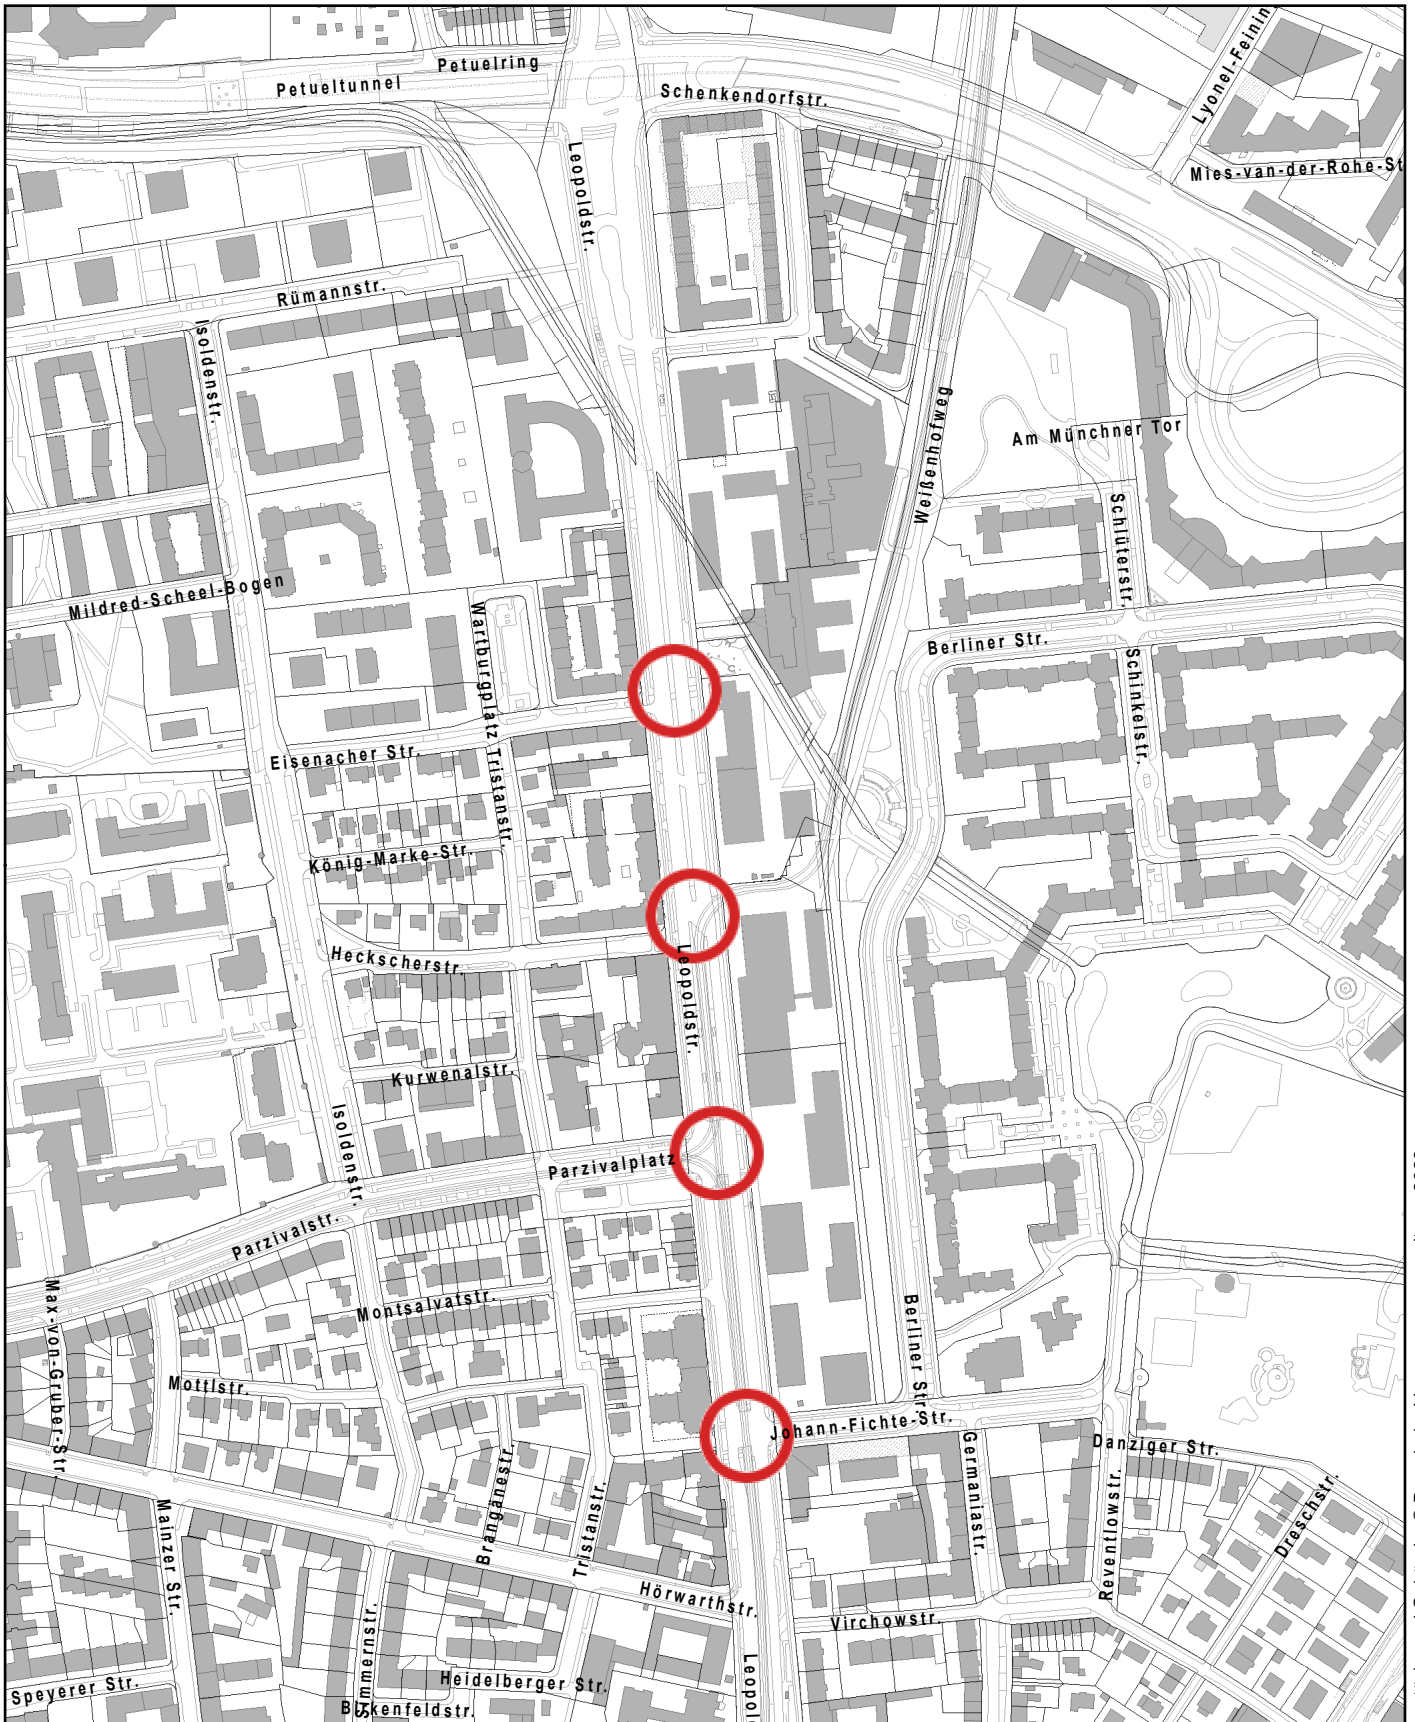 Petuelring
Petueltunnel
Schenkendorfstr.
Mies-van-der-Rohe-St
Leopoldstr.
Rümannstr.
Isoldenstr.
Weißenhofweg
Am Münchner Tor
Schlüterstr.
Mildred-Scheel-Bogen
Wartburgplatz
Berliner Str.
Schinkelstr.
Eisenacher Str.
Tristanstr.
König-Marke-Str.
Heckscherstr.
Leopoldstr.
Kurwenalstr.
Isoldenstr.
Parzivalplatz
Parzivalstr.
Max-von-Gruber-Str.
Montsalvatstr.
Berliner Str.
Mottlstr.
Johann-Fichte-Str.
Germaniastr.
Danziger Str.
Brangänestr.
Tristanstr.
Reventlowstr.
Dreschstr.
Mainzer Str.
Hörwarthstr.
Virchowstr.
Speyerer Str.
Heidelberger Str.